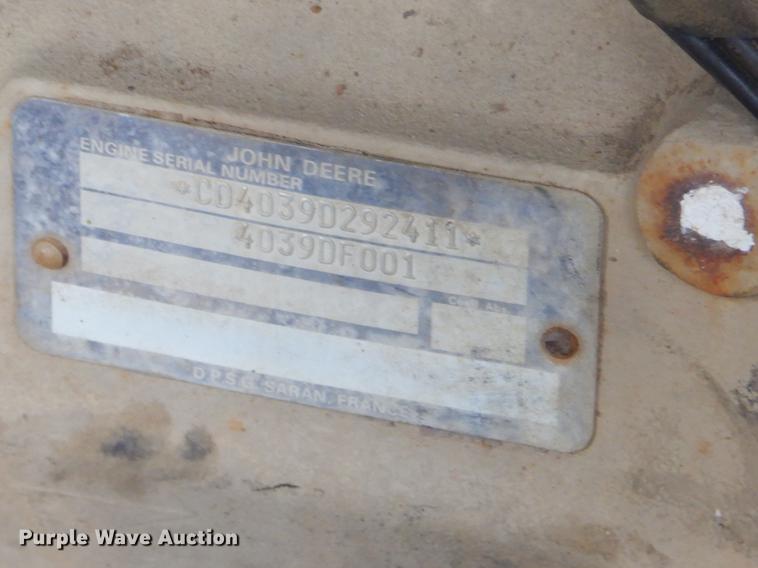 JOHN DEERE
ENGINE SERIAL NUMBER
*CD4039D292411*
4039DF001
SARAN, FRANCE
Purple Wave Auction